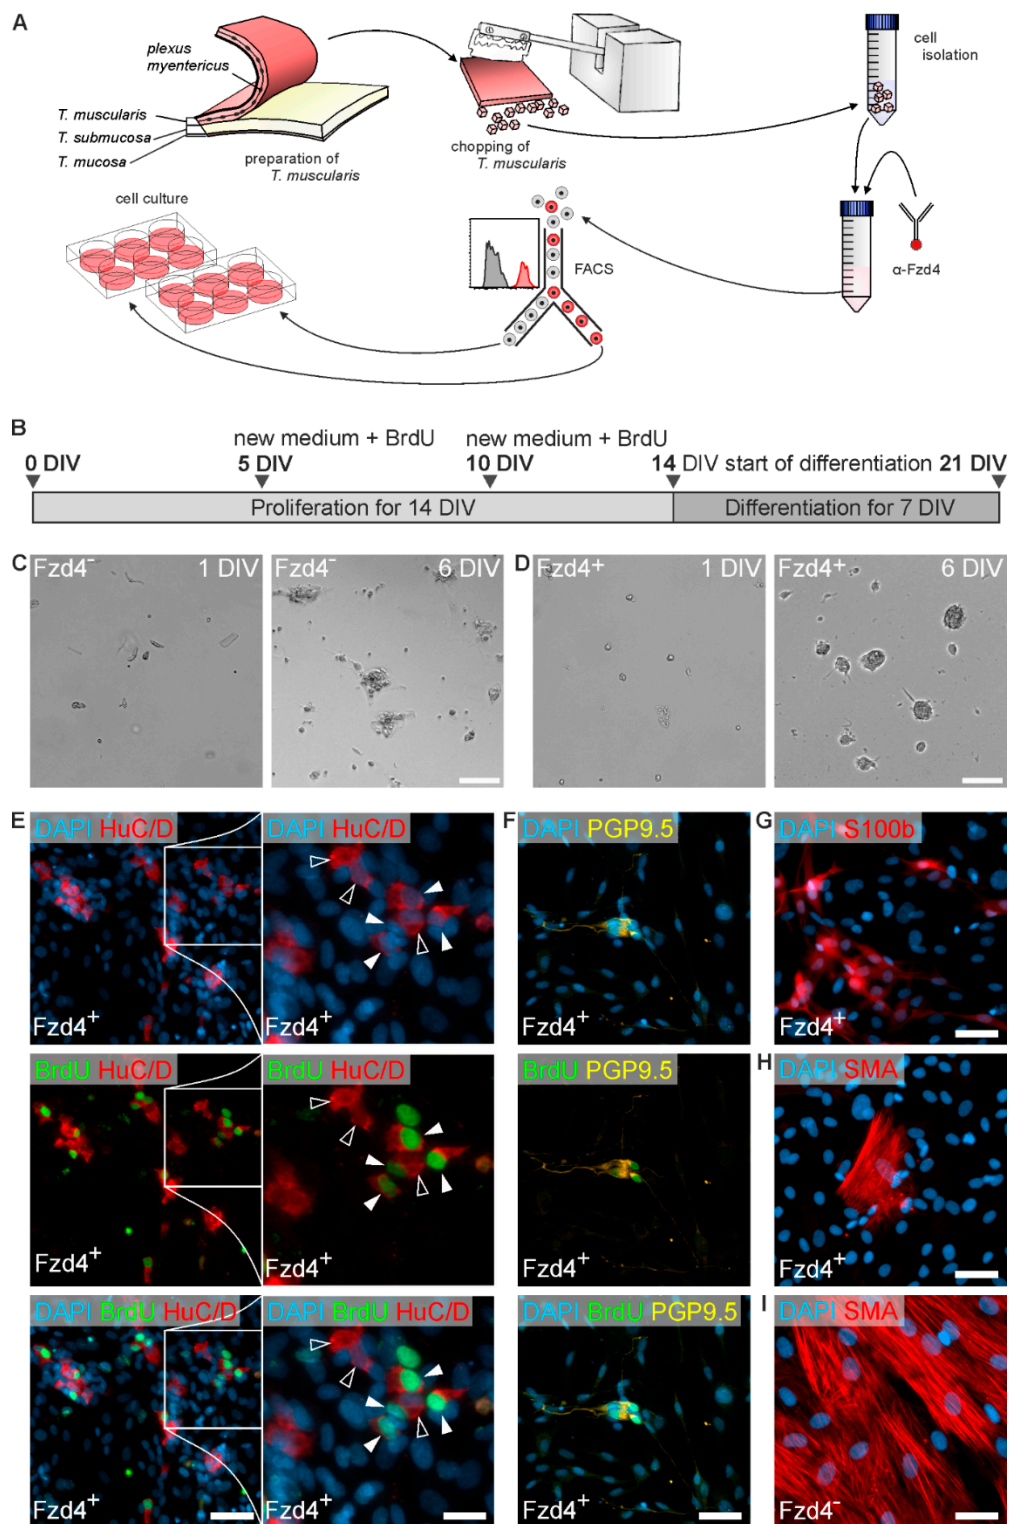 A
plexus
myentericus
T. muscularis
T. submucosa
T. mucosa
preparation of
T. muscularis
chopping of
T. muscularis
cell
isolation
α-Fzd4
FACS
cell culture
B
new medium + BrdU
new medium + BrdU
0 DIV
5 DIV
10 DIV
14 DIV start of differentiation 21 DIV
Proliferation for 14 DIV
Differentiation for 7 DIV
C
Fzd4⁻
1 DIV
Fzd4⁻
6 DIV
D
Fzd4⁺
1 DIV
Fzd4⁺
6 DIV
E
DAPI HuC/D
Fzd4⁺
DAPI HuC/D
Fzd4⁺
BrdU HuC/D
Fzd4⁺
BrdU HuC/D
Fzd4⁺
DAPI BrdU HuC/D
Fzd4⁺
DAPI BrdU HuC/D
Fzd4⁺
F
DAPI PGP9.5
Fzd4⁺
BrdU PGP9.5
Fzd4⁺
DAPI BrdU PGP9.5
Fzd4⁺
G
DAPI S100b
Fzd4⁺
H
DAPI SMA
Fzd4⁺
I
DAPI SMA
Fzd4⁻